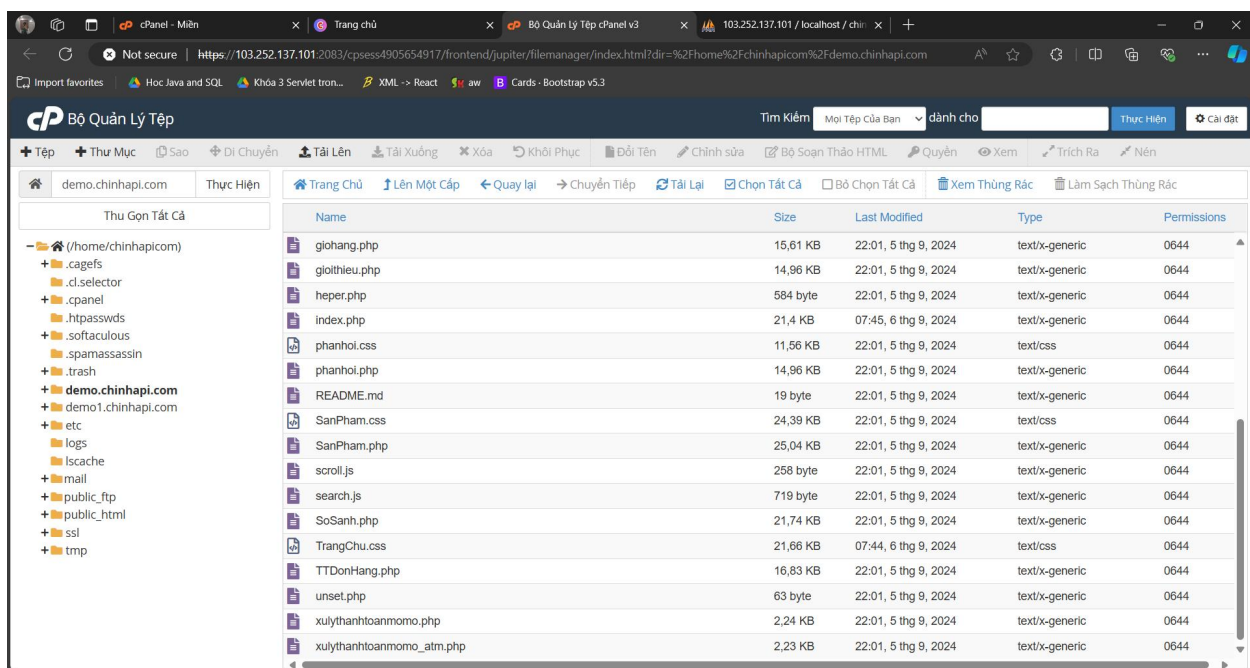 cPanel - Miền
Trang chủ
Bộ Quản Lý Tệp cPanel v3
103.252.137.101 / localhost / chin
Not secure
https://103.252.137.101:2083/cpsess4905654917/frontend/jupiter/filemanager/index.html?dir=%2Fhome%2Fchinhapicom%2Fdemo.chinhapi.com
Import favorites Hoc Java and SQL Khóa 3 Servlet tron... XML -> React aw Cards · Bootstrap v5.3
cP Bộ Quản Lý Tệp Tìm Kiếm Mọi Tệp Của Bạn dành cho Thực Hiện Cài đặt
Tệp Thư Mục Sao Di Chuyển Tải Lên Tải Xuống Xóa Khôi Phục Đổi Tên Chỉnh sửa Bộ Soạn Thảo HTML Quyền Xem Trích Ra Nén
demo.chinhapi.com Thực Hiện
Trang Chủ Lên Một Cấp Quay lại Chuyển Tiếp Tải Lại Chọn Tất Cả Bỏ Chọn Tất Cả Xem Thùng Rác Làm Sạch Thùng Rác
Thu Gọn Tất Cả
(/home/chinhapicom)
.cagefs
.cl.selector
.cpanel
.htpasswds
.softaculous
.spamassassin
.trash
demo.chinhapi.com
demo1.chinhapi.com
etc
logs
lscache
mail
public_ftp
public_html
ssl
tmp
Name Size Last Modified Type Permissions
giohang.php 15,61 KB 22:01, 5 thg 9, 2024 text/x-generic 0644
gioithieu.php 14,96 KB 22:01, 5 thg 9, 2024 text/x-generic 0644
heper.php 584 byte 22:01, 5 thg 9, 2024 text/x-generic 0644
index.php 21,4 KB 07:45, 6 thg 9, 2024 text/x-generic 0644
phanhoi.css 11,56 KB 22:01, 5 thg 9, 2024 text/css 0644
phanhoi.php 14,96 KB 22:01, 5 thg 9, 2024 text/x-generic 0644
README.md 19 byte 22:01, 5 thg 9, 2024 text/x-generic 0644
SanPham.css 24,39 KB 22:01, 5 thg 9, 2024 text/css 0644
SanPham.php 25,04 KB 22:01, 5 thg 9, 2024 text/x-generic 0644
scroll.js 258 byte 22:01, 5 thg 9, 2024 text/x-generic 0644
search.js 719 byte 22:01, 5 thg 9, 2024 text/x-generic 0644
SoSanh.php 21,74 KB 22:01, 5 thg 9, 2024 text/x-generic 0644
TrangChu.css 21,66 KB 07:44, 6 thg 9, 2024 text/css 0644
TTDonHang.php 16,83 KB 22:01, 5 thg 9, 2024 text/x-generic 0644
unset.php 63 byte 22:01, 5 thg 9, 2024 text/x-generic 0644
xulythanhtoanmomo.php 2,24 KB 22:01, 5 thg 9, 2024 text/x-generic 0644
xulythanhtoanmomo_atm.php 2,23 KB 22:01, 5 thg 9, 2024 text/x-generic 0644